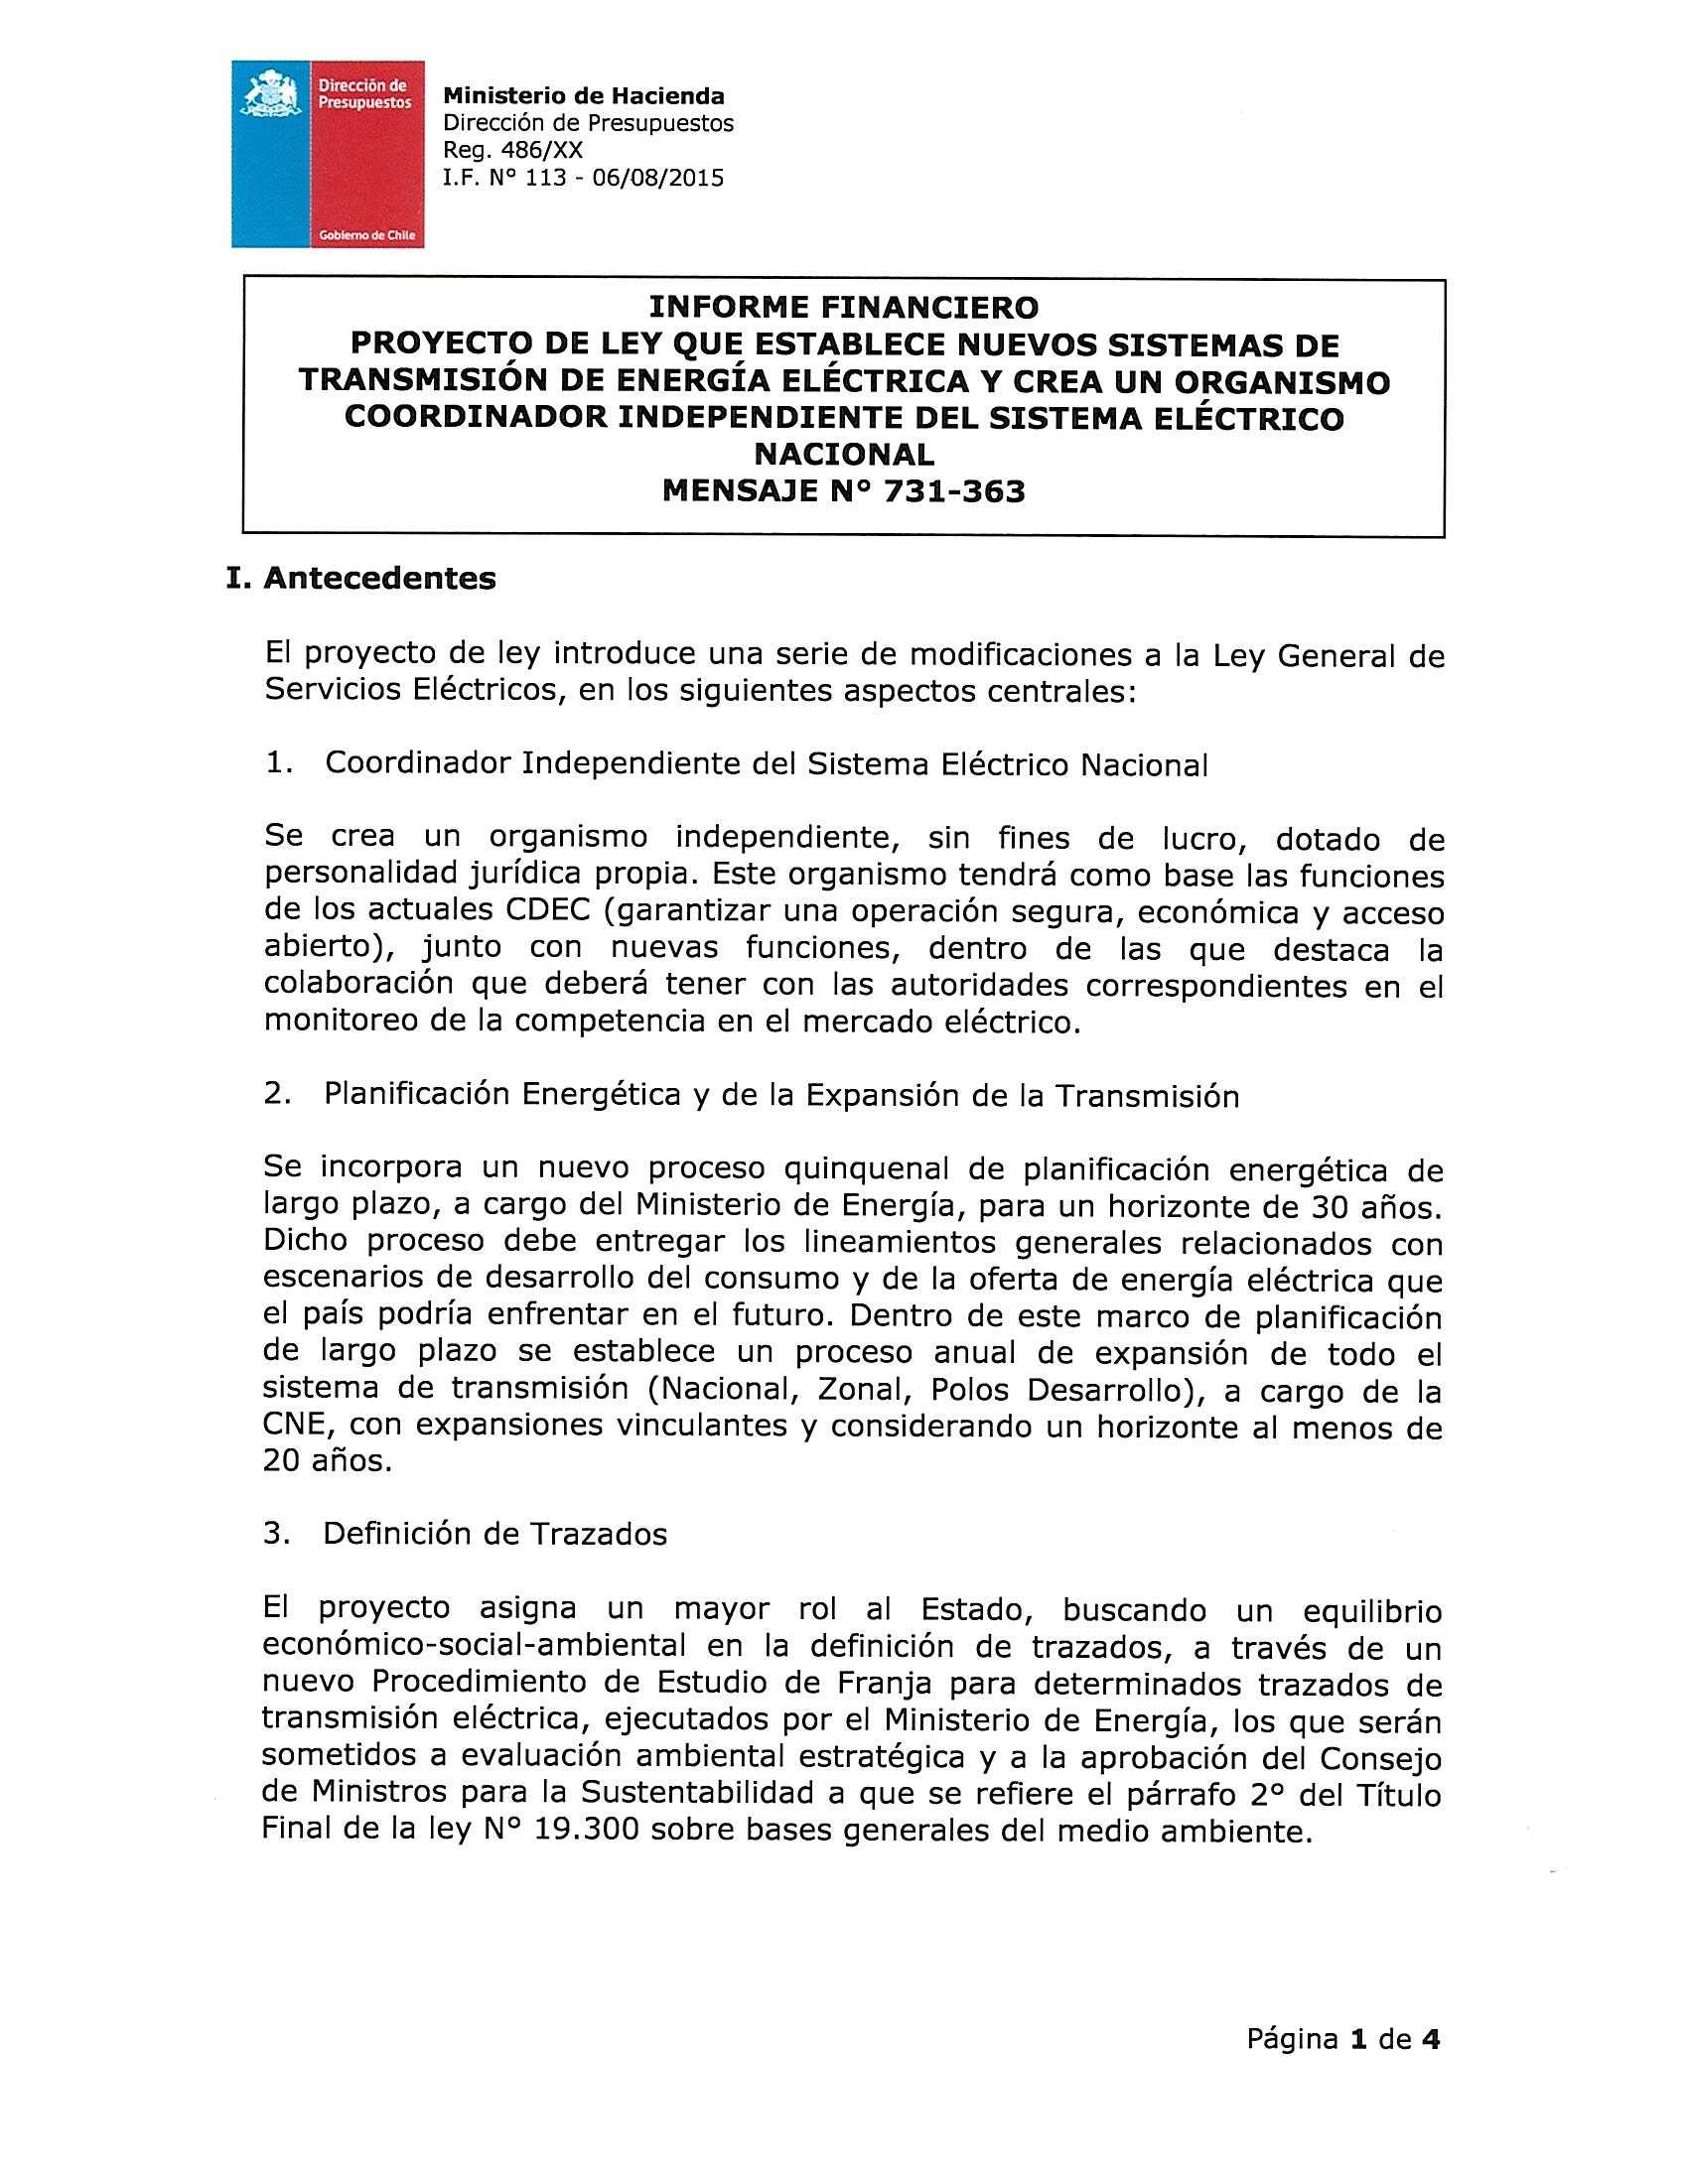 Dirección de
Presupuestos
Gobierno de Chile
Ministerio de Hacienda
Dirección de Presupuestos
Reg. 486/XX
I.F. Nº 113 - 06/08/2015
INFORME FINANCIERO
PROYECTO DE LEY QUE ESTABLECE NUEVOS SISTEMAS DE
TRANSMISIÓN DE ENERGÍA ELÉCTRICA Y CREA UN ORGANISMO
COORDINADOR INDEPENDIENTE DEL SISTEMA ELÉCTRICO
NACIONAL
MENSAJE Nº 731-363
I. Antecedentes
El proyecto de ley introduce una serie de modificaciones a la Ley General de
Servicios Eléctricos, en los siguientes aspectos centrales:
1. Coordinador Independiente del Sistema Eléctrico Nacional
Se crea un organismo independiente, sin fines de lucro, dotado de
personalidad jurídica propia. Este organismo tendrá como base las funciones
de los actuales CDEC (garantizar una operación segura, económica y acceso
abierto), junto con nuevas funciones, dentro de las que destaca la
colaboración que deberá tener con las autoridades correspondientes en el
monitoreo de la competencia en el mercado eléctrico.
2. Planificación Energética y de la Expansión de la Transmisión
Se incorpora un nuevo proceso quinquenal de planificación energética de
largo plazo, a cargo del Ministerio de Energía, para un horizonte de 30 años.
Dicho proceso debe entregar los lineamientos generales relacionados con
escenarios de desarrollo del consumo y de la oferta de energía eléctrica que
el país podría enfrentar en el futuro. Dentro de este marco de planificación
de largo plazo se establece un proceso anual de expansión de todo el
sistema de transmisión (Nacional, Zonal, Polos Desarrollo), a cargo de la
CNE, con expansiones vinculantes y considerando un horizonte al menos de
20 años.
3. Definición de Trazados
El proyecto asigna un mayor rol al Estado, buscando un equilibrio
económico-social-ambiental en la definición de trazados, a través de un
nuevo Procedimiento de Estudio de Franja para determinados trazados de
transmisión eléctrica, ejecutados por el Ministerio de Energía, los que serán
sometidos a evaluación ambiental estratégica y a la aprobación del Consejo
de Ministros para la Sustentabilidad a que se refiere el párrafo 2º del Título
Final de la ley Nº 19.300 sobre bases generales del medio ambiente.
Página 1 de 4